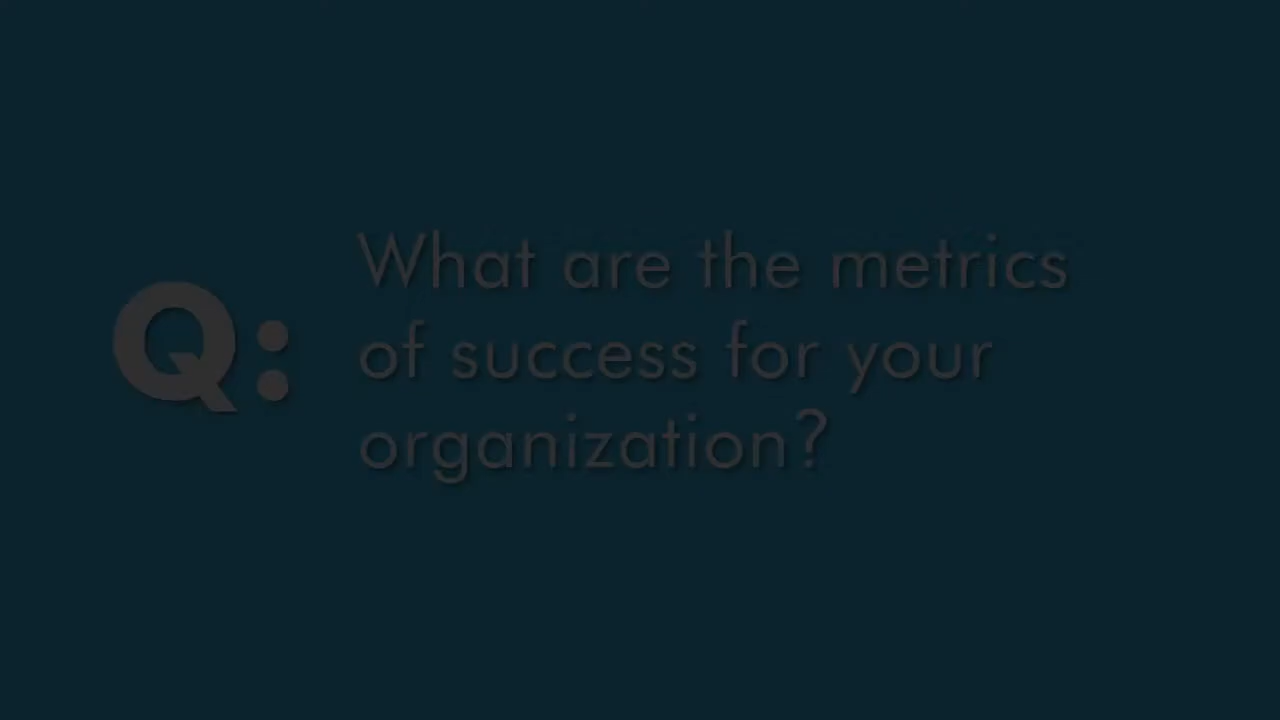 Q:
What are the metrics
of success for your
organization?